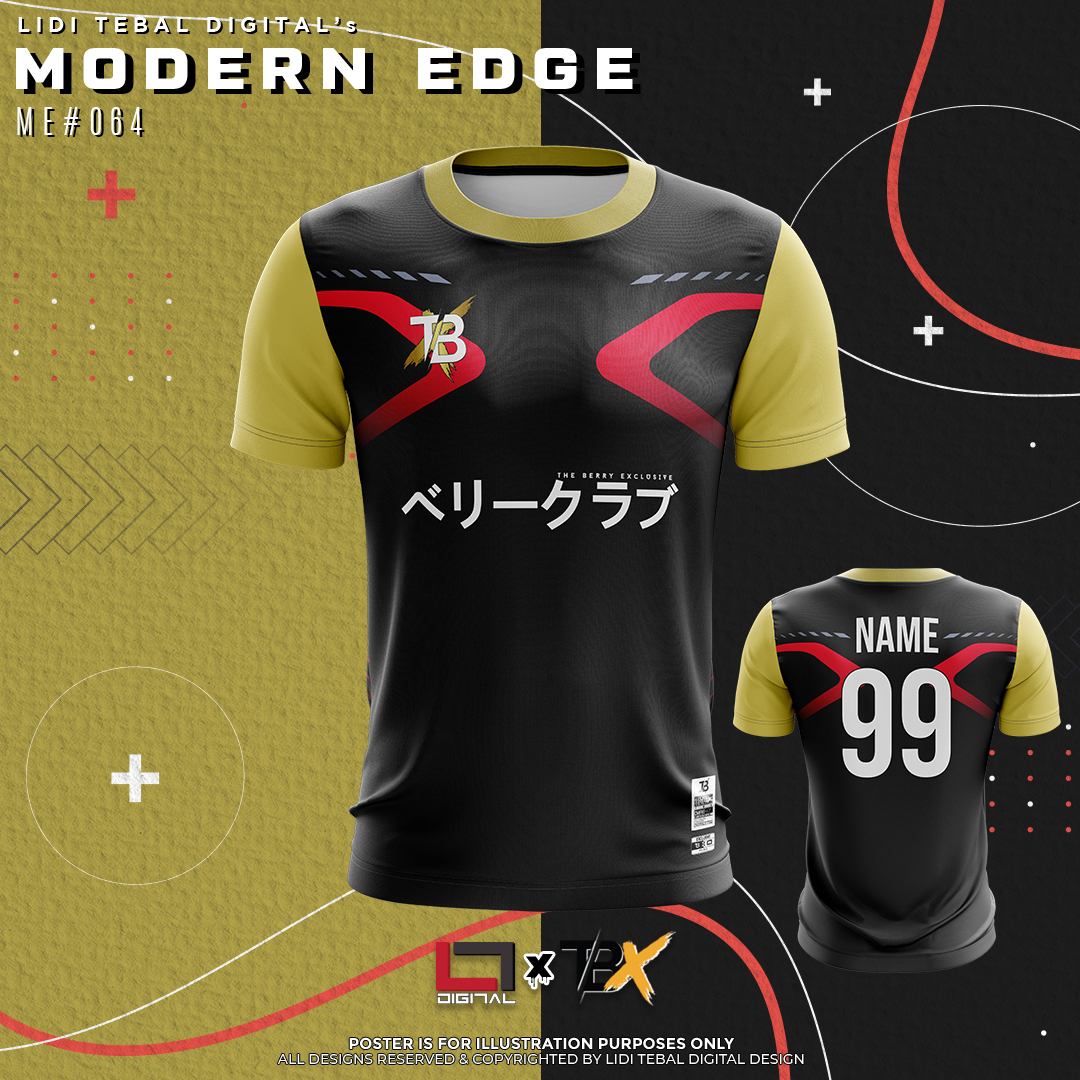 LIDI TEBAL DIGITAL's
MODERN EDGE
ME#064
TB
THE BERRY EXCLUSIVE
ベリークラブ
TB
NAME
99
DIGITAL
X
TBX
POSTER IS FOR ILLUSTRATION PURPOSES ONLY
ALL DESIGNS RESERVED & COPYRIGHTED BY LIDI TEBAL DIGITAL DESIGN